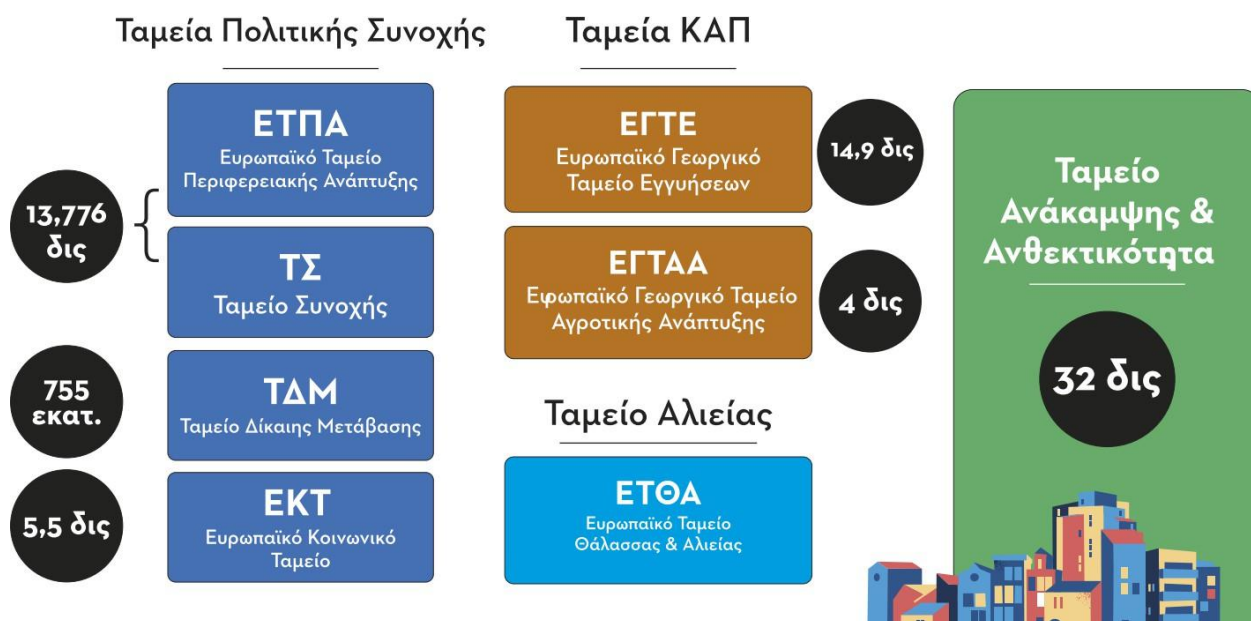 Ταμεία Πολιτικής Συνοχής
ΕΤΠΑ
Ευρωπαϊκό Ταμείο
Περιφερειακής Ανάπτυξης
13,776
δις
ΤΣ
Ταμείο Συνοχής
755
εκατ.
ΤΔΜ
Ταμείο Δίκαιης Μετάβασης
5,5 δις
ΕΚΤ
Ευρωπαϊκό Κοινωνικό
Ταμείο
Ταμεία ΚΑΠ
ΕΓΤΕ
Ευρωπαϊκό Γεωργικό
Ταμείο Εγγυήσεων
14,9 δις
ΕΓΤΑΑ
Εφωπαϊκό Γεωργικό Ταμείο
Αγροτικής Ανάπτυξης
4 δις
Ταμείο Αλιείας
ΕΤΘΑ
Ευρωπαϊκό Ταμείο
Θάλασσας & Αλιείας
Ταμείο
Ανάκαμψης &
Ανθεκτικότητα
32 δις